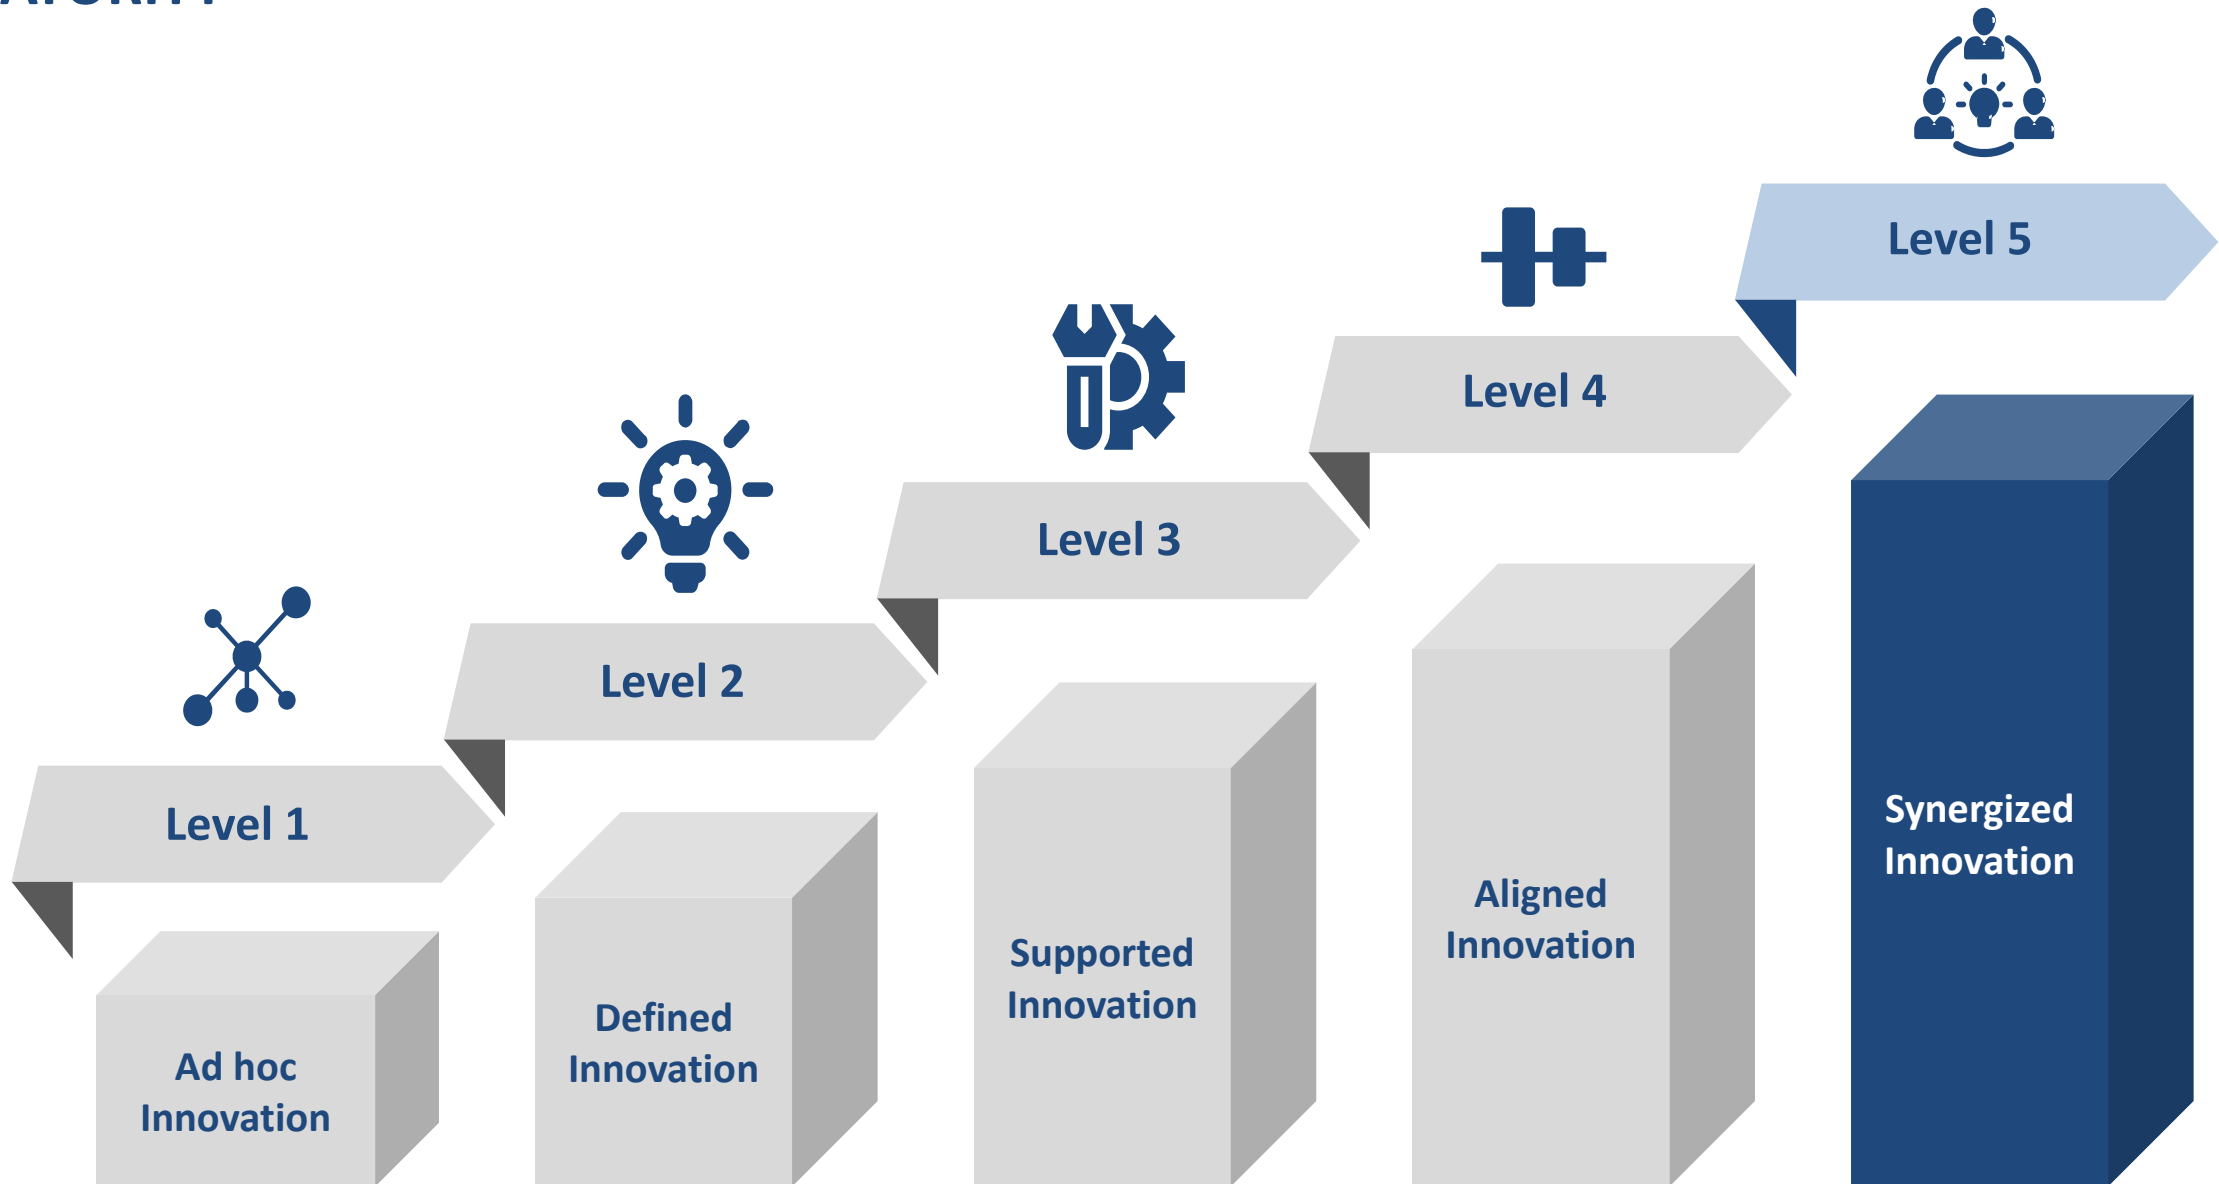 Level 5
Level 4
Level 3
Level 2
Level 1
Ad hoc
Innovation
Defined
Innovation
Supported
Innovation
Aligned
Innovation
Synergized
Innovation